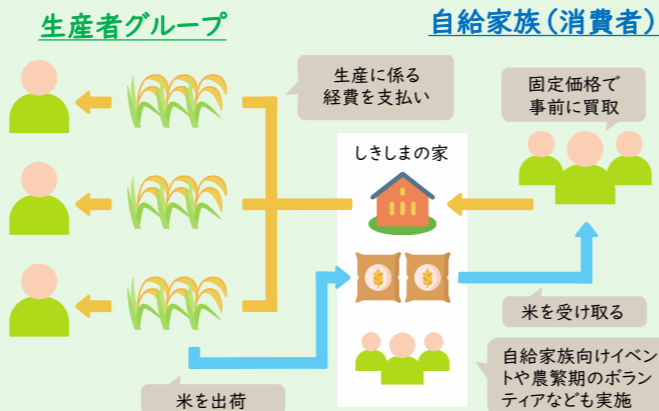 生産者グループ
自給家族(消費者)
生産に係る
経費を支払い
固定価格で
事前に買取
しきしまの家
米を受け取る
米を出荷
自給家族向けイベン
トや農繁期のボラン
ティアなども実施